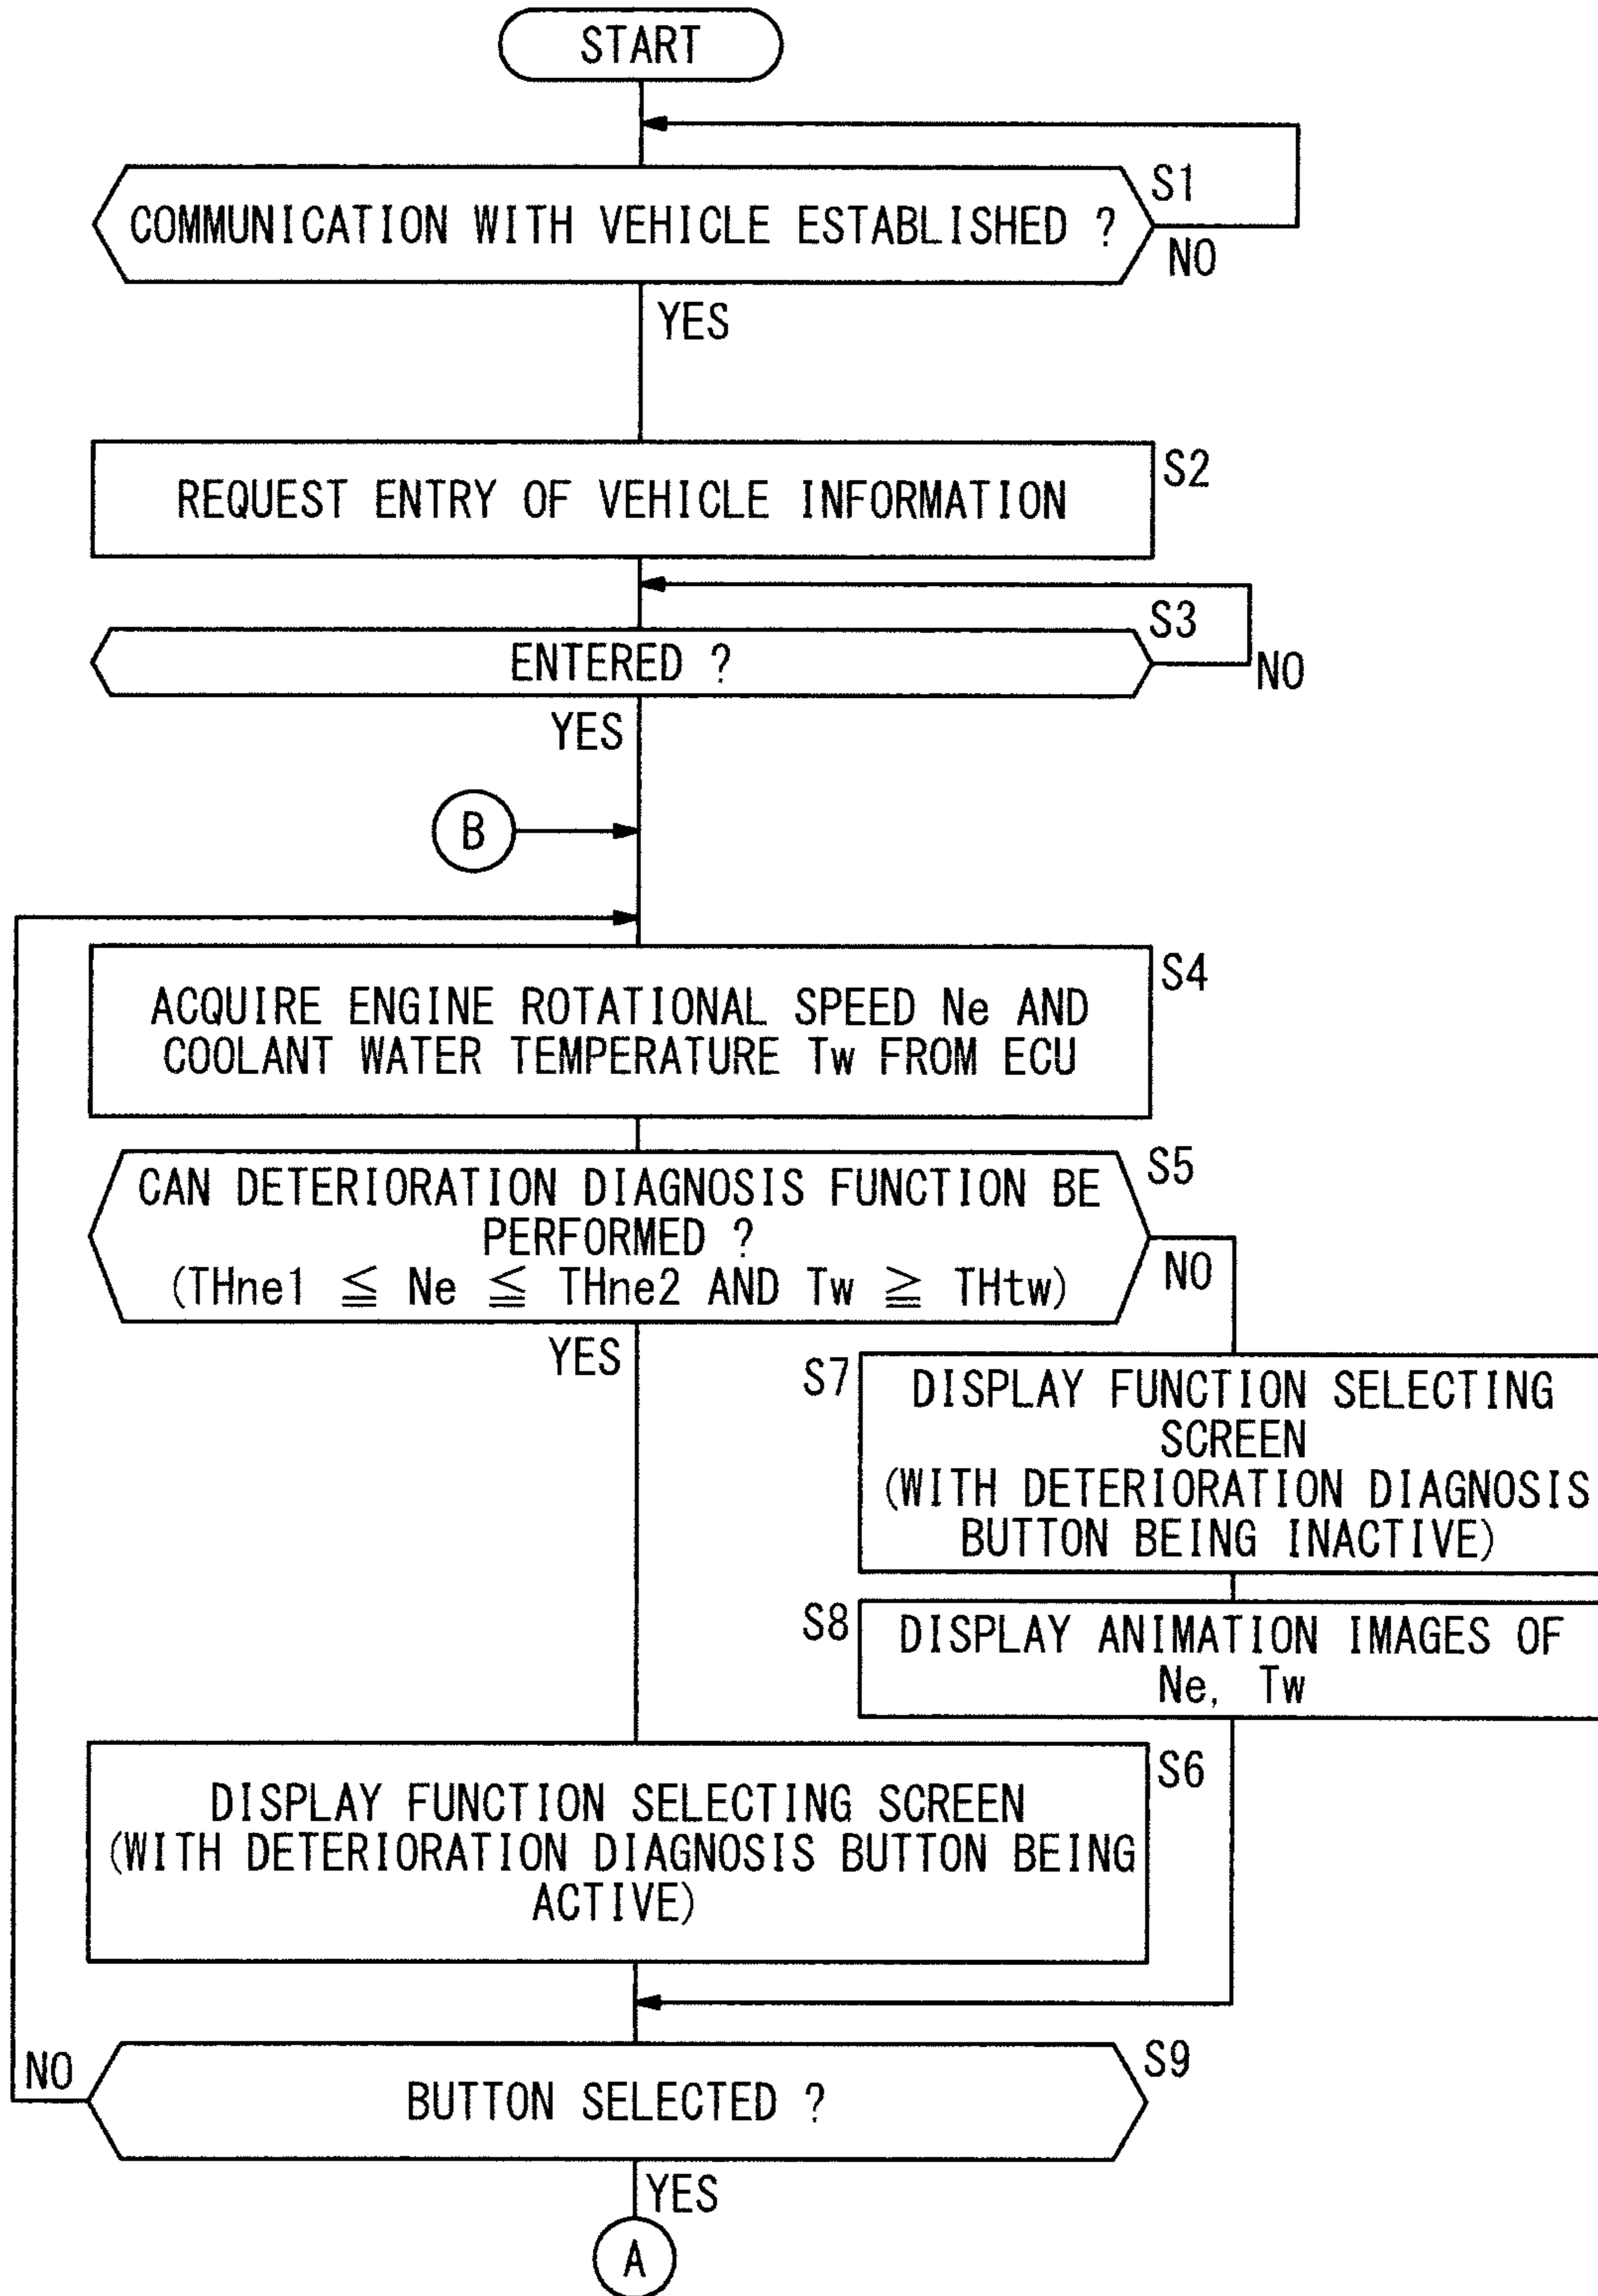 START
S1
COMMUNICATION WITH VEHICLE ESTABLISHED ?
NO
YES
S2
REQUEST ENTRY OF VEHICLE INFORMATION
S3
ENTERED ?
NO
YES
B
S4
ACQUIRE ENGINE ROTATIONAL SPEED Ne AND
COOLANT WATER TEMPERATURE Tw FROM ECU
S5
CAN DETERIORATION DIAGNOSIS FUNCTION BE
PERFORMED ?
(THne1 ≦ Ne ≦ THne2 AND Tw ≧ THtw)
NO
YES
S7
DISPLAY FUNCTION SELECTING
SCREEN
(WITH DETERIORATION DIAGNOSIS
BUTTON BEING INACTIVE)
S8
DISPLAY ANIMATION IMAGES OF
Ne, Tw
S6
DISPLAY FUNCTION SELECTING SCREEN
(WITH DETERIORATION DIAGNOSIS BUTTON BEING
ACTIVE)
S9
NO
BUTTON SELECTED ?
YES
A